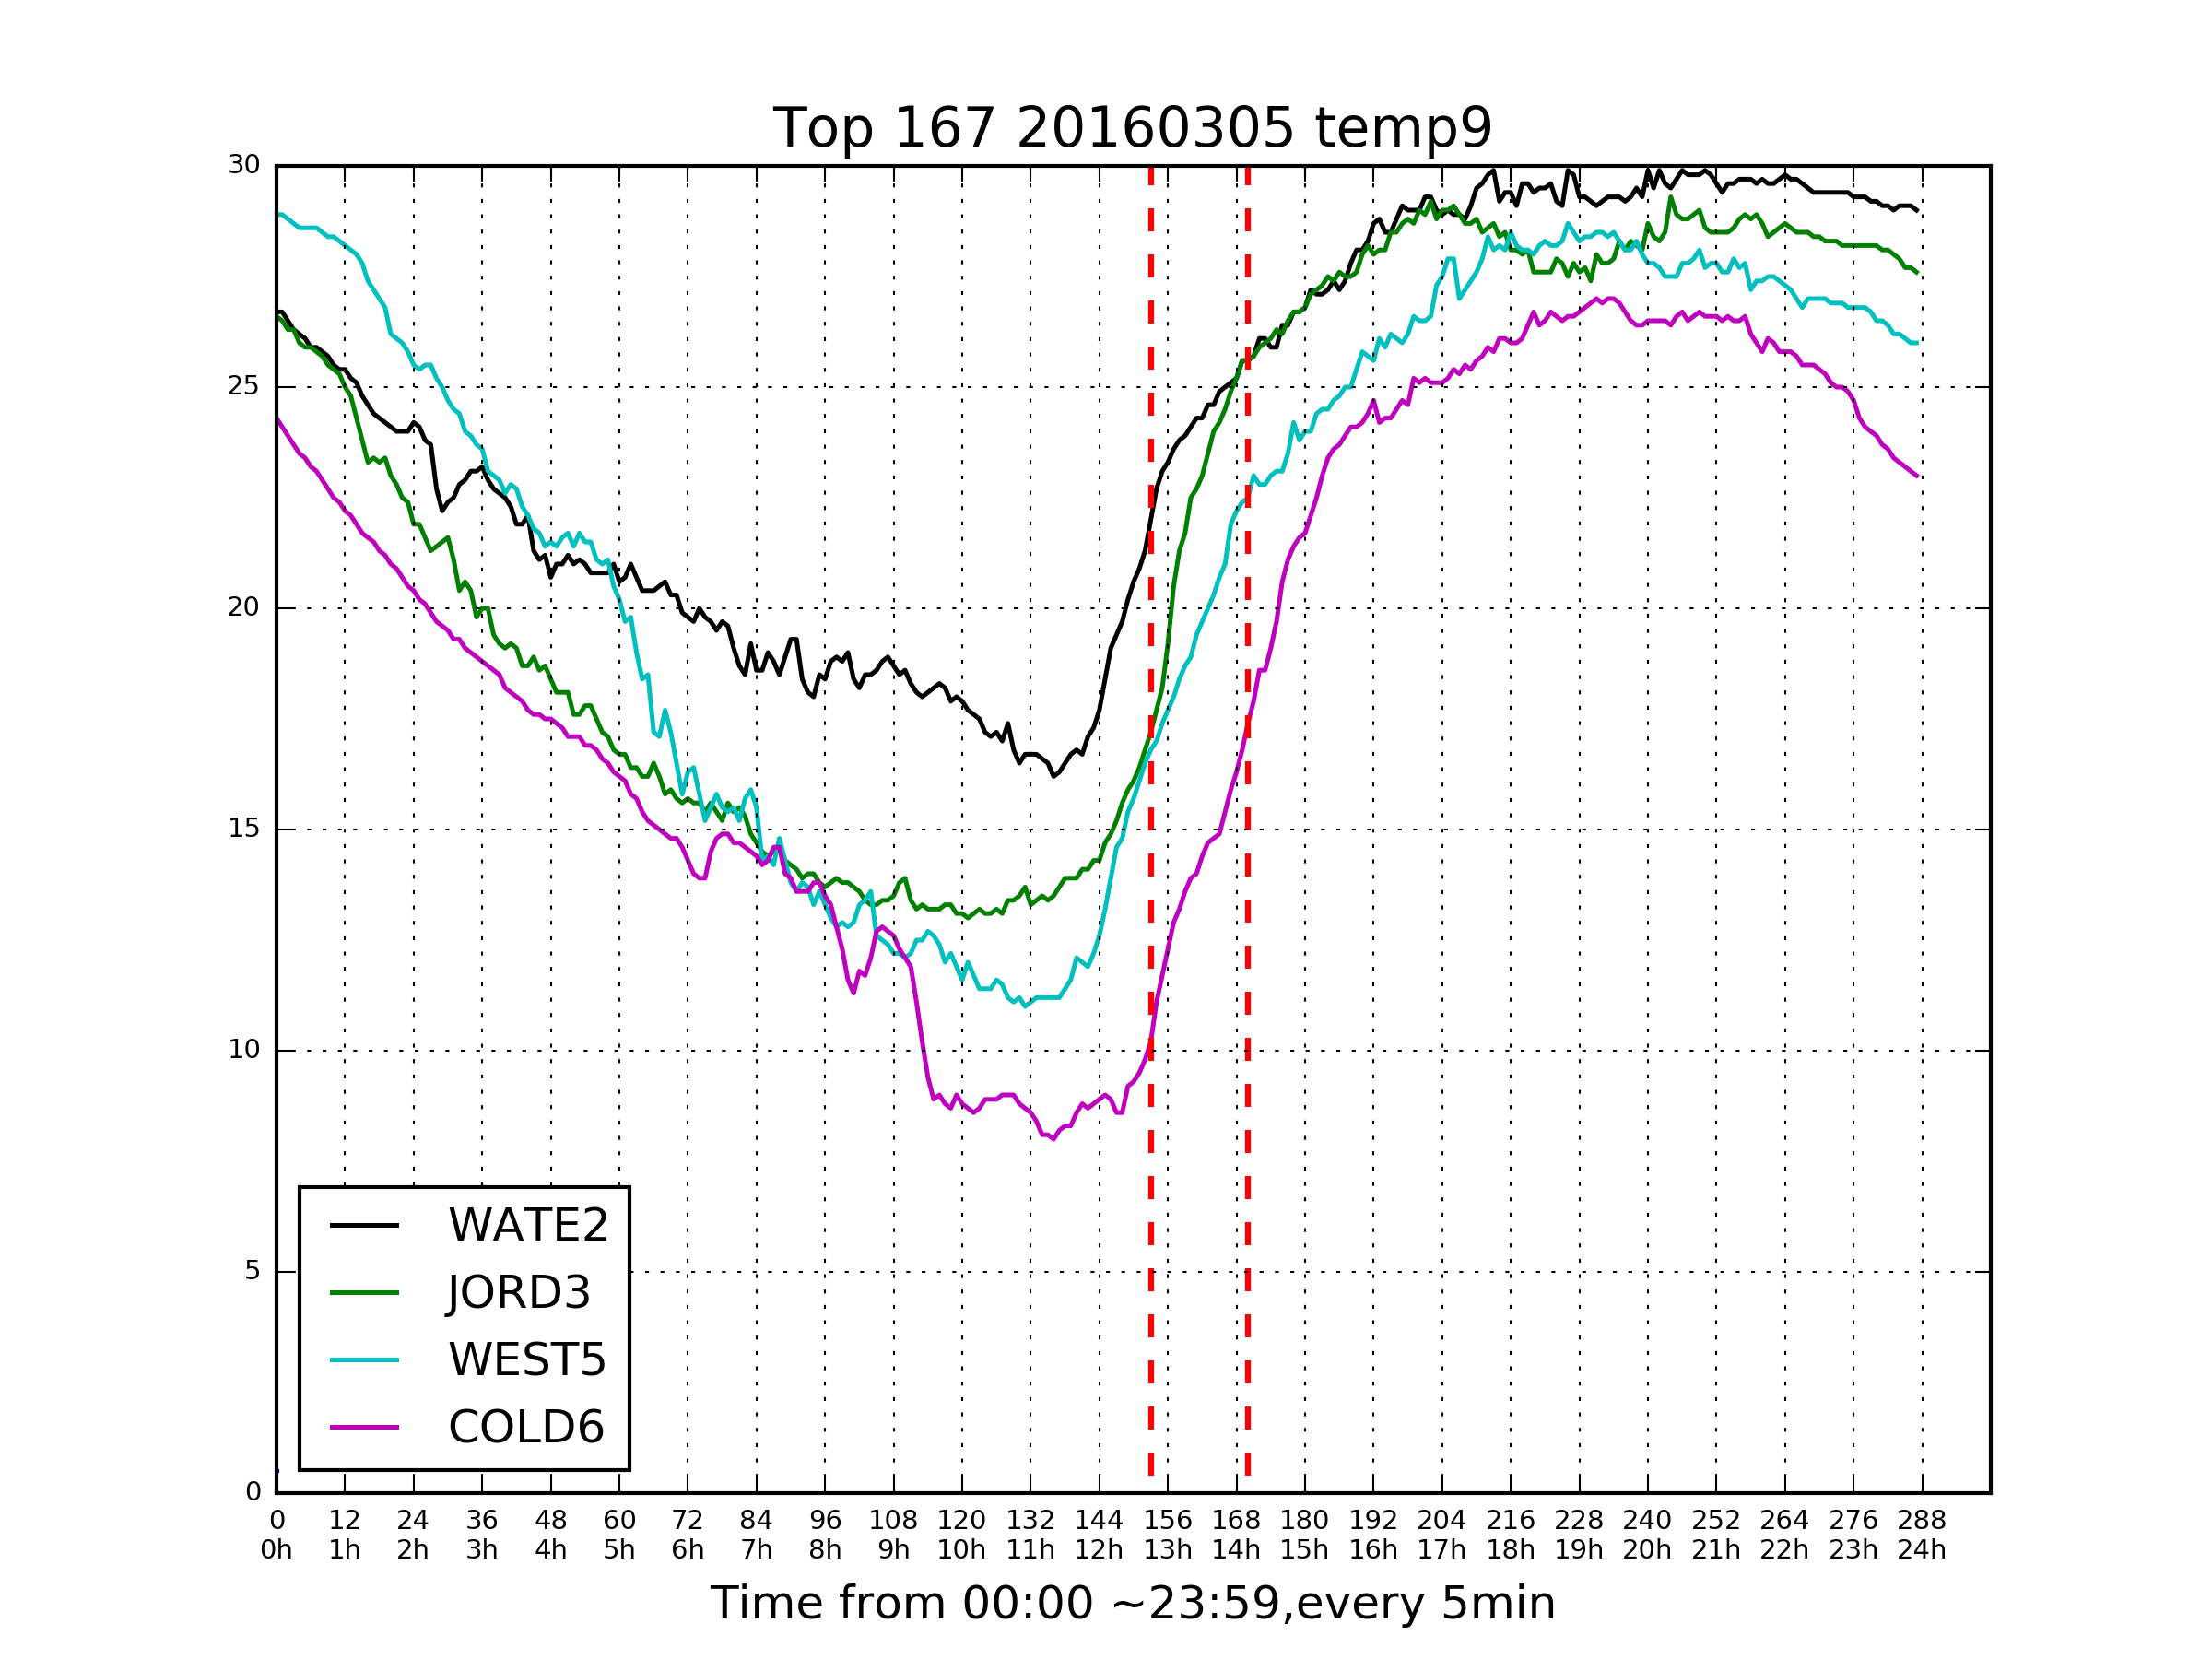 Top 167 20160305 temp9
30
25
20
15
10
5
0
WATE2
JORD3
WEST5
COLD6
0 12 24 36 48 60 72 84 96 108 120 132 144 156 168 180 192 204 216 228 240 252 264 276 288
0h 1h 2h 3h 4h 5h 6h 7h 8h 9h 10h 11h 12h 13h 14h 15h 16h 17h 18h 19h 20h 21h 22h 23h 24h
Time from 00:00 ~23:59,every 5min